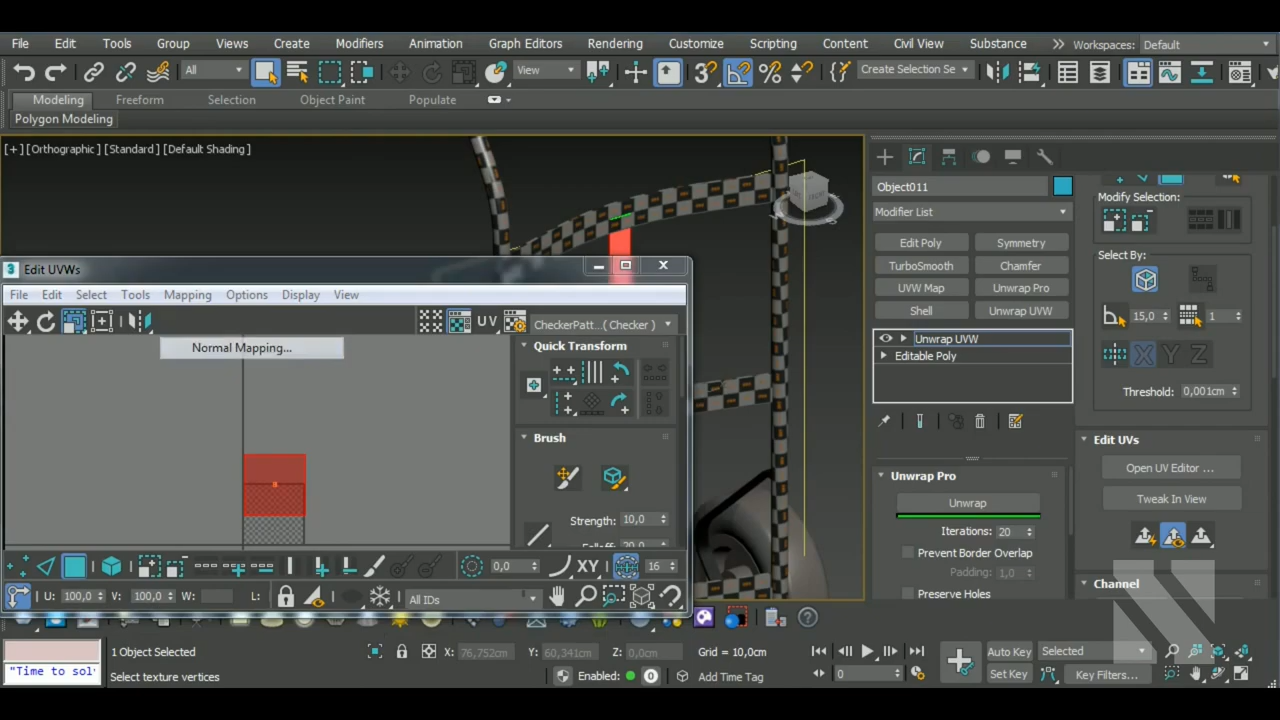 File Edit Tools Group Views Create Modifiers Animation Graph Editors Rendering Customize Scripting Content Civil View Substance Workspaces: Default
All View Create Selection Se
Modeling Freeform Selection Object Paint Populate
Polygon Modeling
[+] [Orthographic] [Standard] [Default Shading]
Object011
Modifier List
Edit Poly Symmetry
TurboSmooth Chamfer
UVW Map Unwrap Pro
Shell Unwrap UVW
Unwrap UVW
Editable Poly
Unwrap Pro
Unwrap
Iterations: 20
Prevent Border Overlap
Padding: 1,0
Preserve Holes
Modify Selection:
Select By:
15,0 1
X Y Z
Threshold: 0,001cm
Edit UVs
Open UV Editor ...
Tweak In View
Channel
3 Edit UVWs
File Edit Select Tools Mapping Options Display View
UV CheckerPatt...( Checker )
Normal Mapping...
Quick Transform
Brush
Strength: 10,0
Falloff: 20,0
0,0 XY 16
U: 100,0 V: 100,0 W: L: All IDs
"Time to sol
1 Object Selected X: 76,752cm Y: 60,341cm Z: 0,0cm Grid = 10,0cm
Select texture vertices Enabled: 0 Add Time Tag
0
Auto Key Selected
Set Key Key Filters...